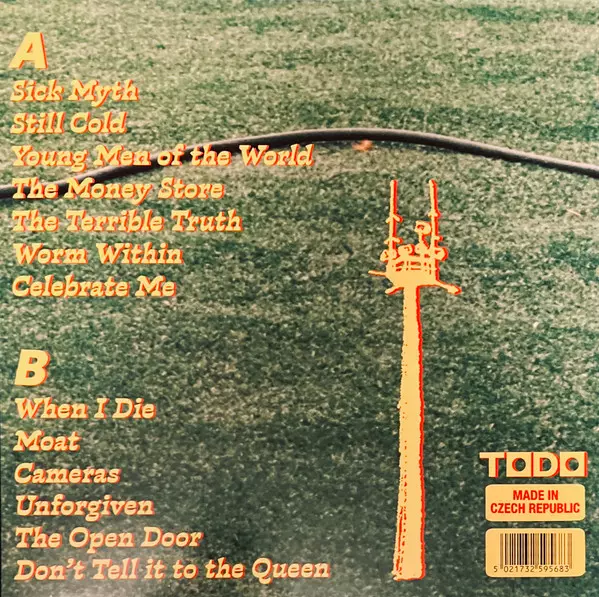 A
Sick Myth
Still Cold
Young Men of the World
The Money Store
The Terrible Truth
Worm Within
Celebrate Me
B
When I Die
Moat
Cameras
Unforgiven
The Open Door
Don't Tell it to the Queen
TODO
MADE IN
CZECH REPUBLIC
5 021732 595683